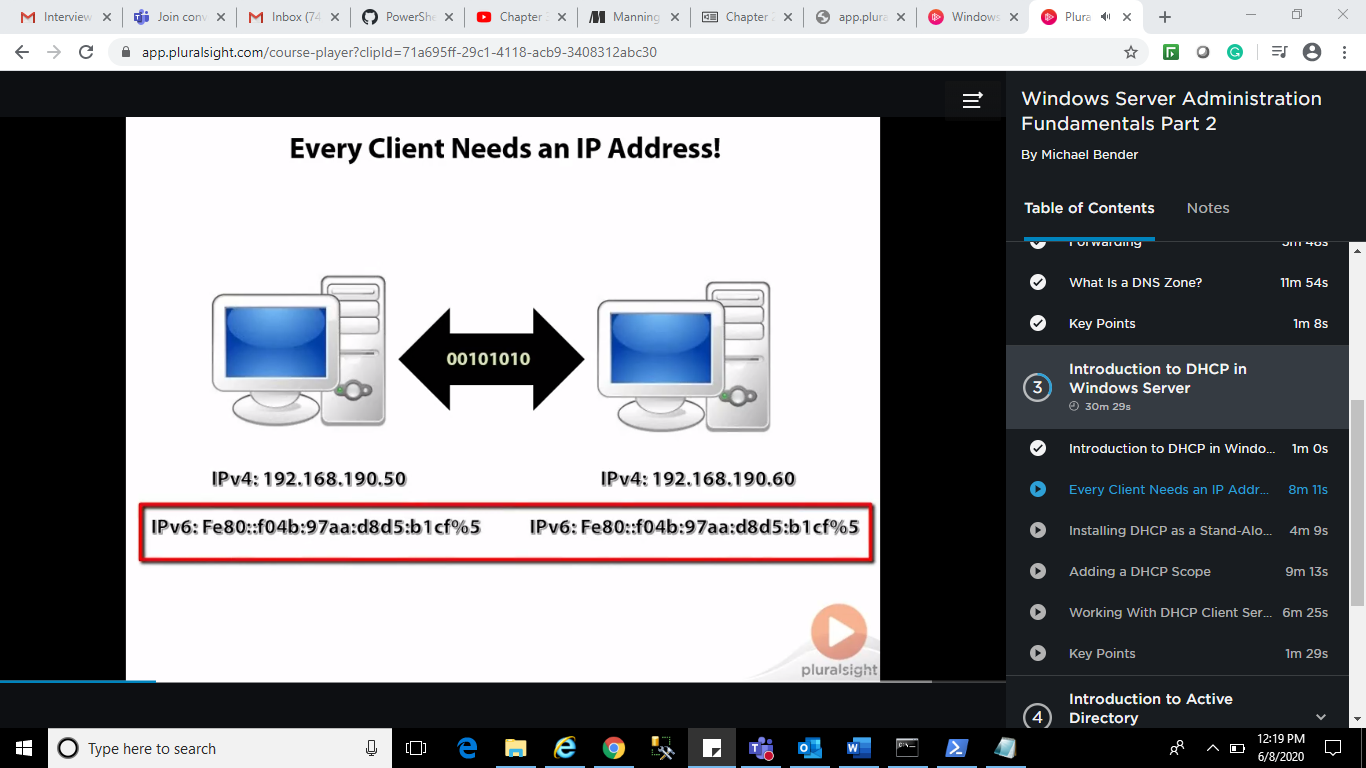 Interview
Join conv
Inbox (74
PowerShe
Chapter
Manning
Chapter
app.plura
Windows
Plura
app.pluralsight.com/course-player?clipId=71a695ff-29c1-4118-acb9-3408312abc30
Every Client Needs an IP Address!
00101010
IPv4: 192.168.190.50
IPv4: 192.168.190.60
IPv6: Fe80::f04b:97aa:d8d5:b1cf%5
IPv6: Fe80::f04b:97aa:d8d5:b1cf%5
pluralsight
Windows Server Administration
Fundamentals Part 2
By Michael Bender
Table of Contents
Notes
Forwarding
5m 48s
What Is a DNS Zone?
11m 54s
Key Points
1m 8s
3
Introduction to DHCP in
Windows Server
30m 29s
Introduction to DHCP in Windo...
1m 0s
Every Client Needs an IP Addr...
8m 11s
Installing DHCP as a Stand-Alo...
4m 9s
Adding a DHCP Scope
9m 13s
Working With DHCP Client Ser...
6m 25s
Key Points
1m 29s
4
Introduction to Active
Directory
Type here to search
12:19 PM
6/8/2020